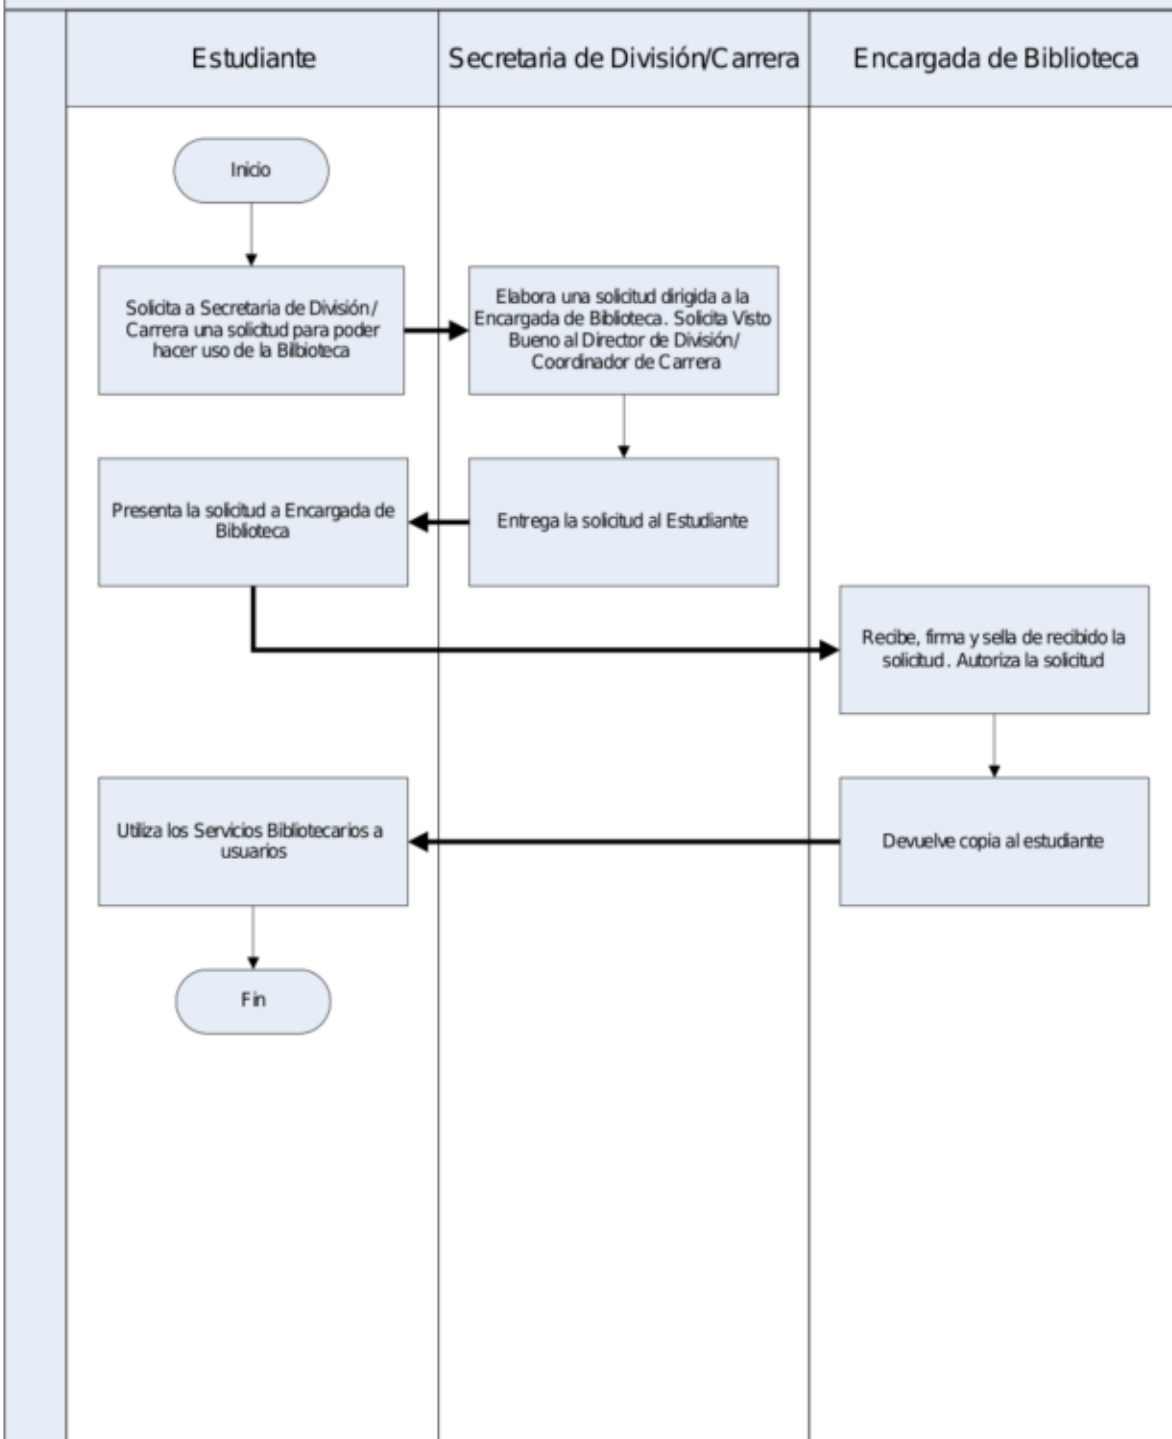 Estudiante
Secretaria de División/Carrera
Encargada de Biblioteca
Inicio
Solicita a Secretaria de División/
Carrera una solicitud para poder
hacer uso de la Bilbioteca
Elabora una solicitud dirigida a la
Encargada de Biblioteca. Solicita Visto
Bueno al Director de División/
Coordinador de Carrera
Presenta la solicitud a Encargada de
Biblioteca
Entrega la solicitud al Estudiante
Recibe, firma y sella de recibido la
solicitud. Autoriza la solicitud
Utiliza los Servicios Bibliotecarios a
usuarios
Devuelve copia al estudiante
Fin